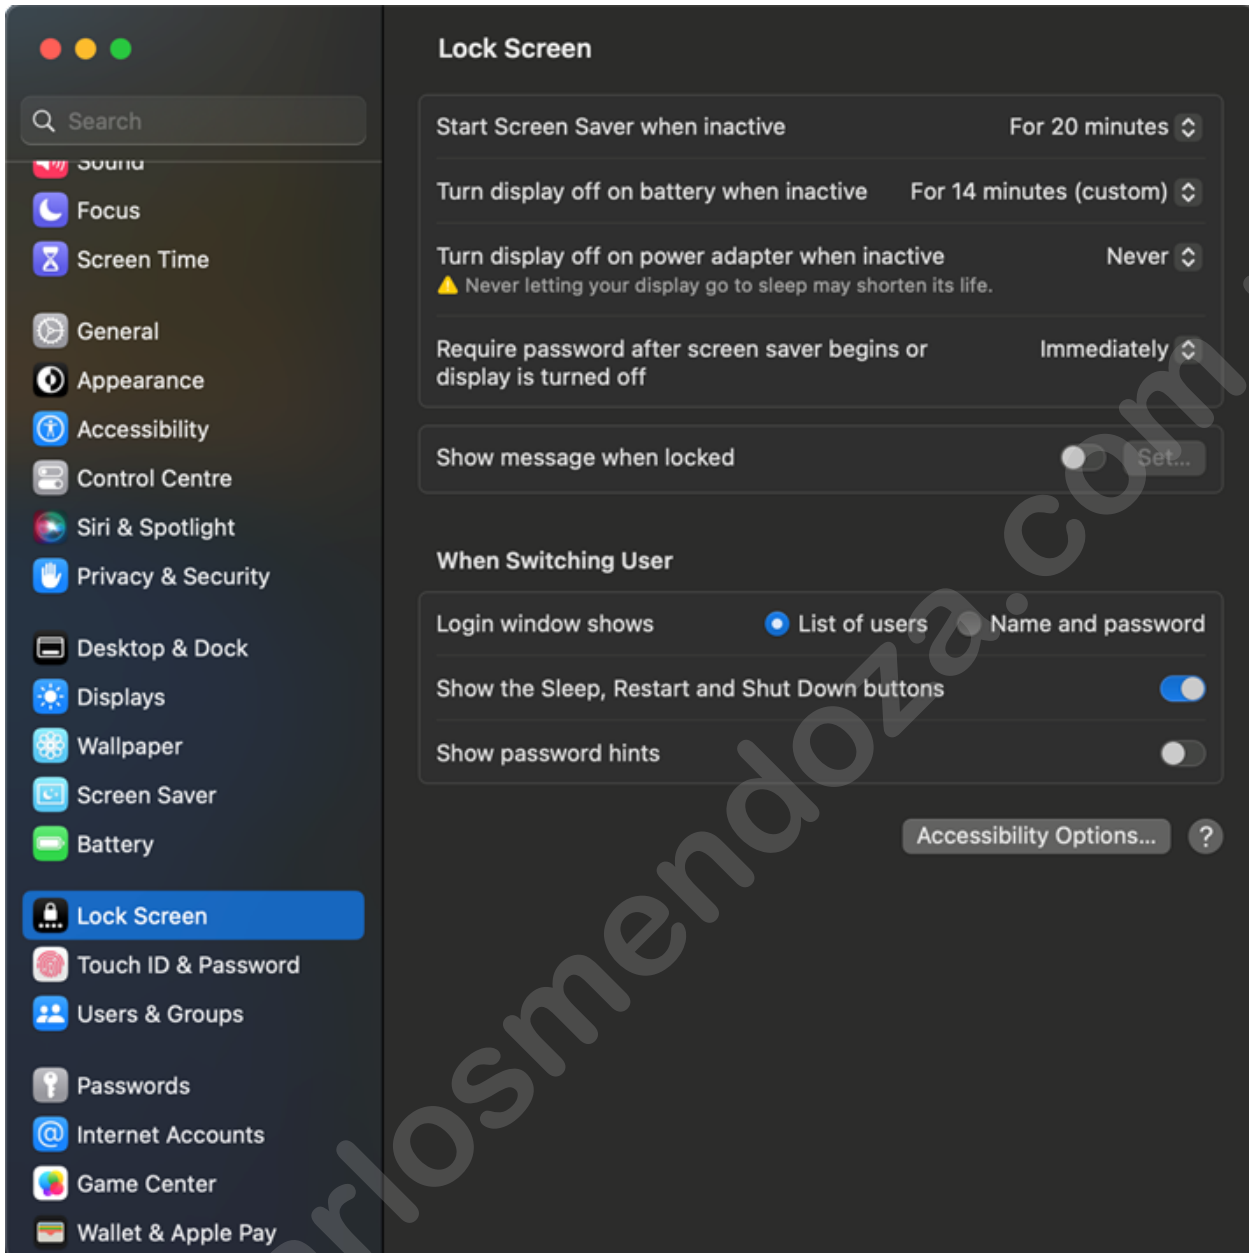 Search
Sound
Focus
Screen Time
General
Appearance
Accessibility
Control Centre
Siri & Spotlight
Privacy & Security
Desktop & Dock
Displays
Wallpaper
Screen Saver
Battery
Lock Screen
Touch ID & Password
Users & Groups
Passwords
Internet Accounts
Game Center
Wallet & Apple Pay
Lock Screen
Start Screen Saver when inactive For 20 minutes
Turn display off on battery when inactive For 14 minutes (custom)
Turn display off on power adapter when inactive Never
Never letting your display go to sleep may shorten its life.
Require password after screen saver begins or Immediately
display is turned off
Show message when locked Set...
When Switching User
Login window shows List of users Name and password
Show the Sleep, Restart and Shut Down buttons
Show password hints
Accessibility Options... ?
arlosmendoza.com